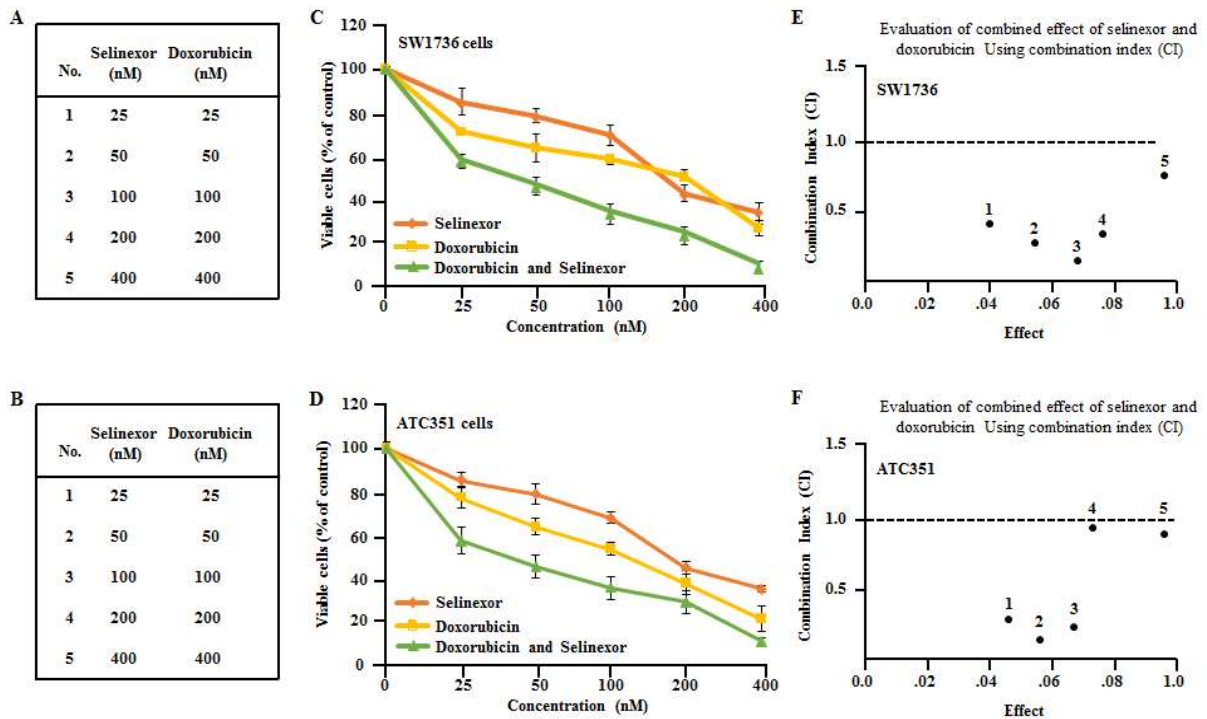 A
Selinexor Doxorubicin
No. (nM) (nM)
1 25 25
2 50 50
3 100 100
4 200 200
5 400 400
C
120
100
80
60
40
20
0
Viable cells (% of control)
SW1736 cells
Selinexor
Doxorubicin
Doxorubicin and Selinexor
0 25 50 100 200 400
Concentration (nM)
E
Evaluation of combined effect of selinexor and
doxorubicin Using combination index (CI)
1.5
1.0
0.5
Combination Index (CI)
SW1736
1
2
3
4
5
0.0 .02 .04 .06 .08 1.0
Effect
B
Selinexor Doxorubicin
No. (nM) (nM)
1 25 25
2 50 50
3 100 100
4 200 200
5 400 400
D
120
100
80
60
40
20
0
Viable cells (% of control)
ATC351 cells
Selinexor
Doxorubicin
Doxorubicin and Selinexor
0 25 50 100 200 400
Concentration (nM)
F
Evaluation of combined effect of selinexor and
doxorubicin Using combination index (CI)
1.5
1.0
0.5
Combination Index (CI)
ATC351
1
2
3
4
5
0.0 .02 .04 .06 .08 1.0
Effect